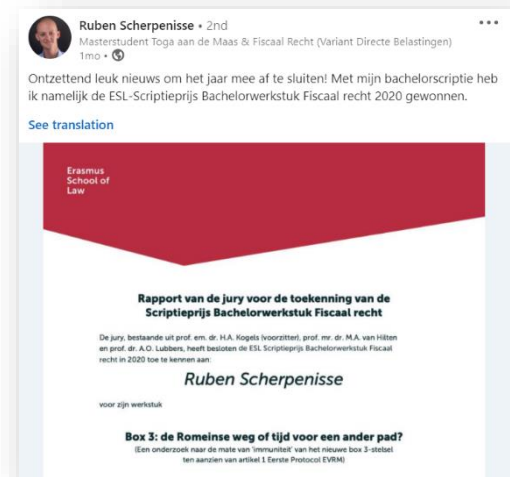 Ruben Scherpenisse • 2nd
Masterstudent Toga aan de Maas & Fiscaal Recht (Variant Directe Belastingen)
1mo •
Ontzettend leuk nieuws om het jaar mee af te sluiten! Met mijn bachelorscriptie heb
ik namelijk de ESL-Scriptieprijs Bachelorwerkstuk Fiscaal recht 2020 gewonnen.
See translation
Erasmus
School of
Law
Rapport van de jury voor de toekenning van de
Scriptieprijs Bachelorwerkstuk Fiscaal recht
De jury, bestaande uit prof. em. dr. H.A. Kogels (voorzitter), prof. mr. dr. M.A. van Hilten
en prof. dr. A.O. Lubbers, heeft besloten de ESL Scriptieprijs Bachelorwerkstuk Fiscaal
recht in 2020 toe te kennen aan:
Ruben Scherpenisse
voor zijn werkstuk
Box 3: de Romeinse weg of tijd voor een ander pad?
(Een onderzoek naar de mate van 'immuniteit' van het nieuwe box 3-stelsel
ten aanzien van artikel 1 Eerste Protocol EVRM)